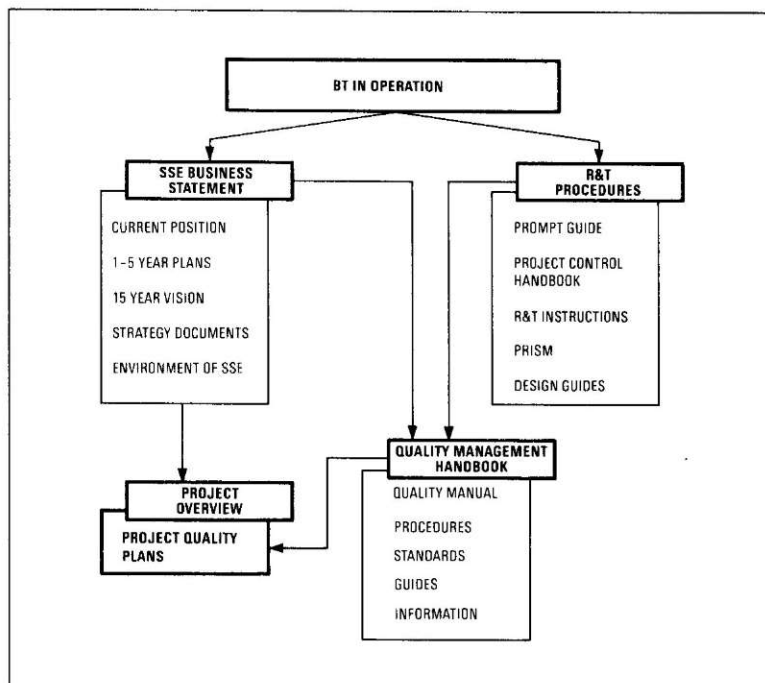 BT IN OPERATION
SSE BUSINESS
STATEMENT
CURRENT POSITION
1-5 YEAR PLANS
15 YEAR VISION
STRATEGY DOCUMENTS
ENVIRONMENT OF SSE
R&T
PROCEDURES
PROMPT GUIDE
PROJECT CONTROL
HANDBOOK
R&T INSTRUCTIONS
PRISM
DESIGN GUIDES
QUALITY MANAGEMENT
HANDBOOK
QUALITY MANUAL
PROCEDURES
STANDARDS
GUIDES
INFORMATION
PROJECT
OVERVIEW
PROJECT QUALITY
PLANS